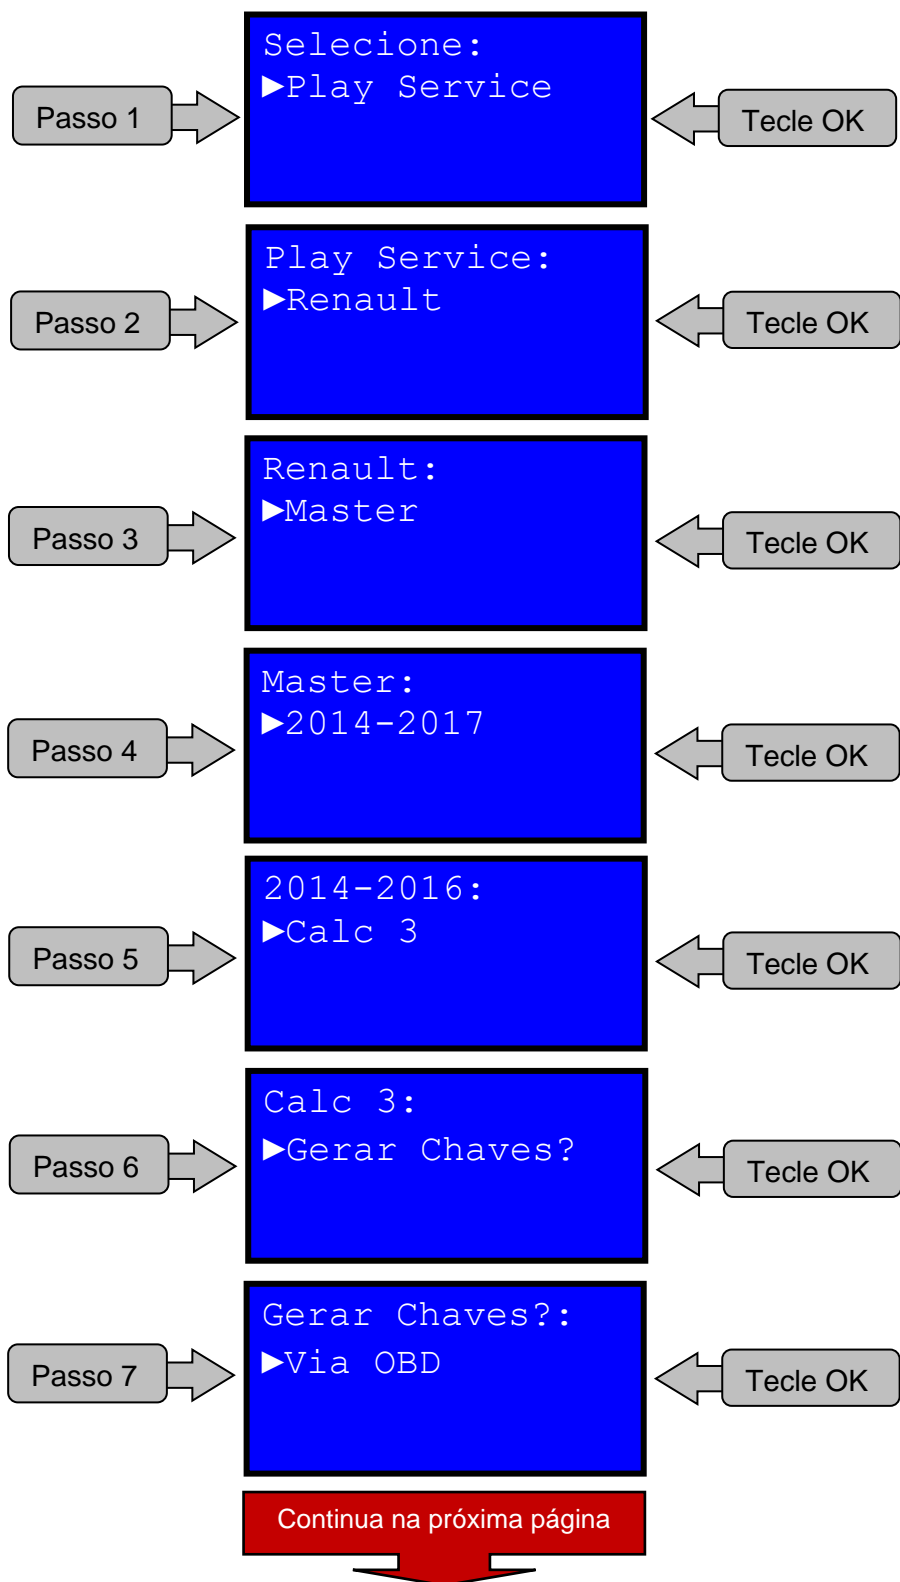 Selecione:
►Play Service
Passo 1
Tecle OK
Play Service:
►Renault
Passo 2
Tecle OK
Renault:
►Master
Passo 3
Tecle OK
Master:
►2014-2017
Passo 4
Tecle OK
2014-2016:
►Calc 3
Passo 5
Tecle OK
Calc 3:
►Gerar Chaves?
Passo 6
Tecle OK
Gerar Chaves?:
►Via OBD
Passo 7
Tecle OK
Continua na próxima página